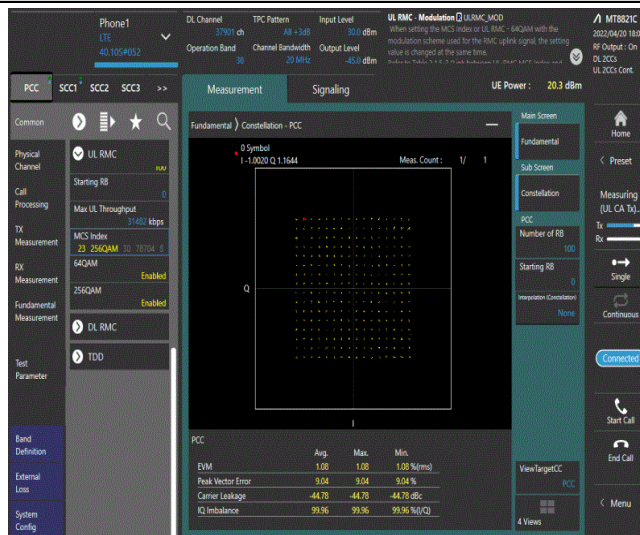 Phone1
LTE
40.105#052
DL Channel
37901 ch
TPC Pattern
All +3dB
Input Level
30.0 dBm
Operation Band
38
Channel Bandwidth
20 MHz
Output Level
-45.0 dBm
UL RMC - Modulation ULRMC_MOD
When setting the MCS index or UL RMC - 64QAM with the
modulation scheme used for the RMC uplink signal, the setting
value is changed at the same time.
MT8821C
2022/04/20 18:0
RF Output : On
DL 2CCs
UL 2CCs Cont.
PCC
SCC1
SCC2
SCC3
>>
Measurement
Signaling
UE Power : 20.3 dBm
Common
Physical
Channel
Call
Processing
TX
Measurement
RX
Measurement
Fundamental
Measurement
Test
Parameter
Band
Definition
External
Loss
System
Config
UL RMC
100
Starting RB
0
Max UL Throughput
31482 kbps
MCS Index
23 256QAM 30 78704 8
64QAM
Enabled
256QAM
Enabled
DL RMC
TDD
Fundamental 〉 Constellation - PCC
0 Symbol
I -1.0020 Q 1.1644
Meas. Count : 1/ 1
Q
I
PCC
Avg. Max. Min.
EVM 1.08 1.08 1.08 %(rms)
Peak Vector Error 9.04 9.04 9.04 %
Carrier Leakage -44.78 -44.78 -44.78 dBc
IQ Imbalance 99.96 99.96 99.96 %(I/Q)
Main Screen
Fundamental
Sub Screen
Constellation
PCC
Number of RB
100
Starting RB
0
Interpolation (Constellation)
None
ViewTargetCC
PCC
4 Views
Home
< Preset
Measuring
(UL CA Tx)..
Tx
Rx
Single
Continuous
Connected
Start Call
End Call
< Menu